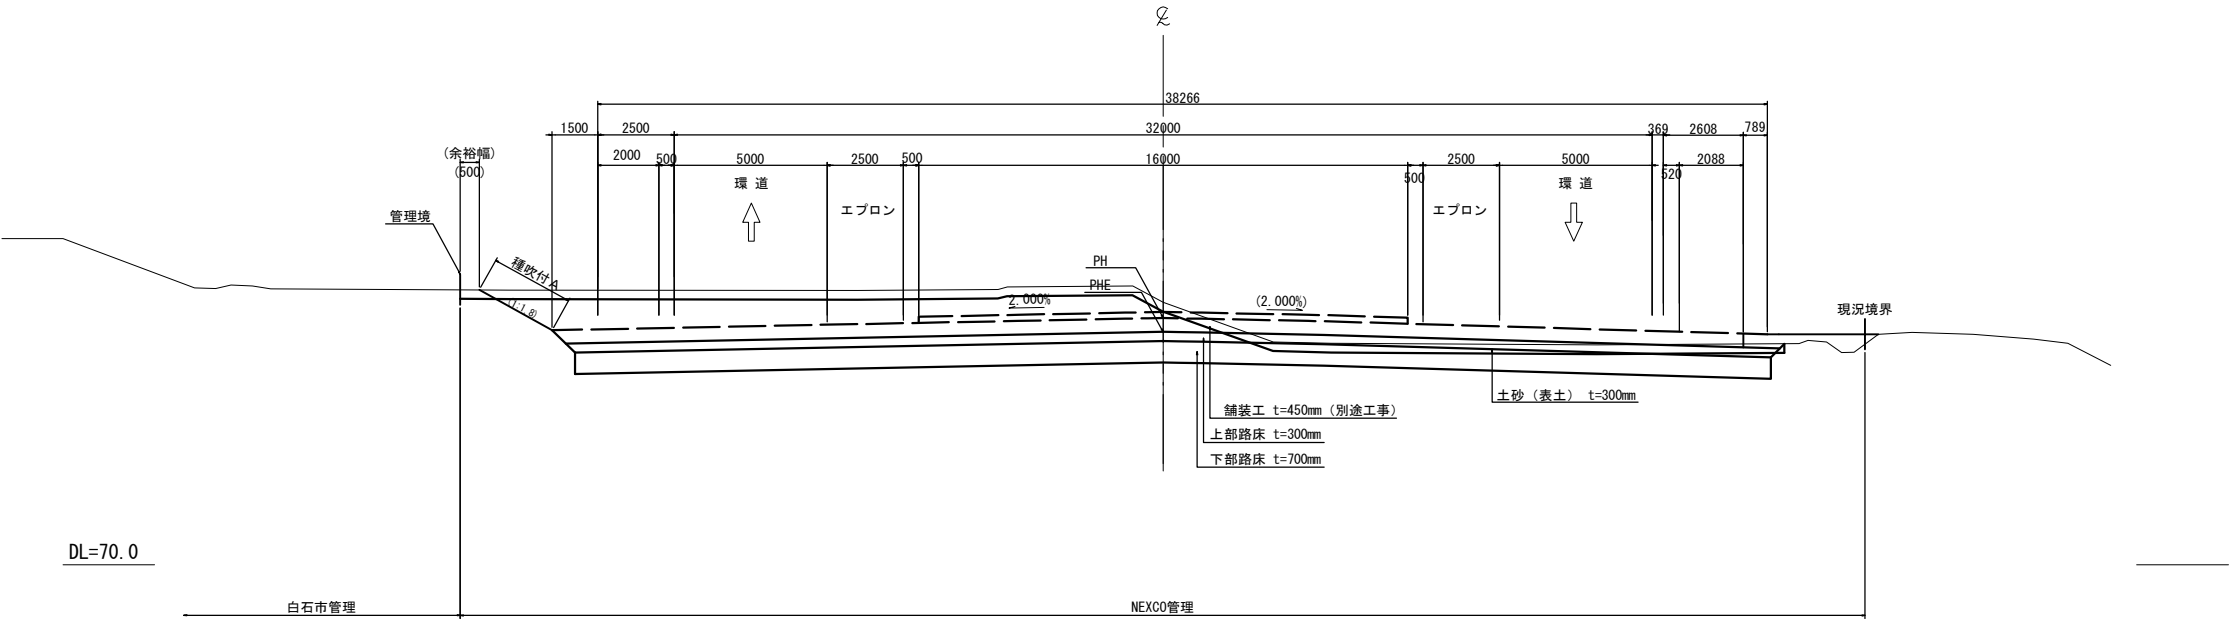 ℄
38266
1500
2500
32000
369
2608
789
(余裕幅)
(500)
2000
500
5000
2500
500
16000
500
2500
5000
520
2088
環 道
環 道
エプロン
エプロン
管理境
種吹付A
(1:1.8)
PH
PHE
2.000%
(2.000%)
現況境界
土砂（表土） t=300mm
舗装工 t=450mm（別途工事）
上部路床 t=300mm
下部路床 t=700mm
DL=70.0
白石市管理
NEXCO管理